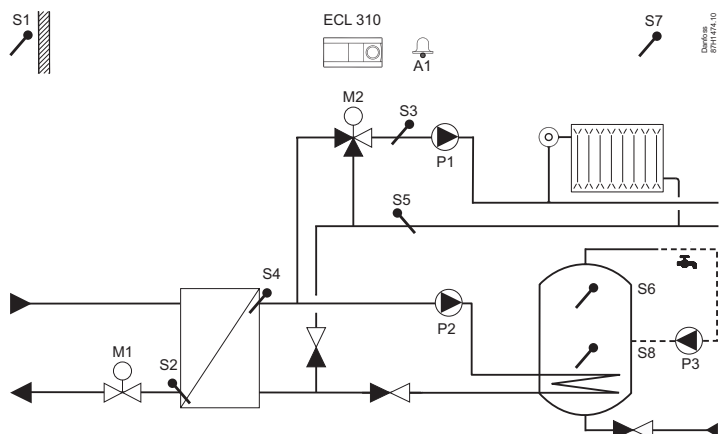 S1
ECL 310
A1
S7
Danfoss
87H1474.10
M2
S3
P1
S5
S4
S6
P2
M1
S2
S8
P3